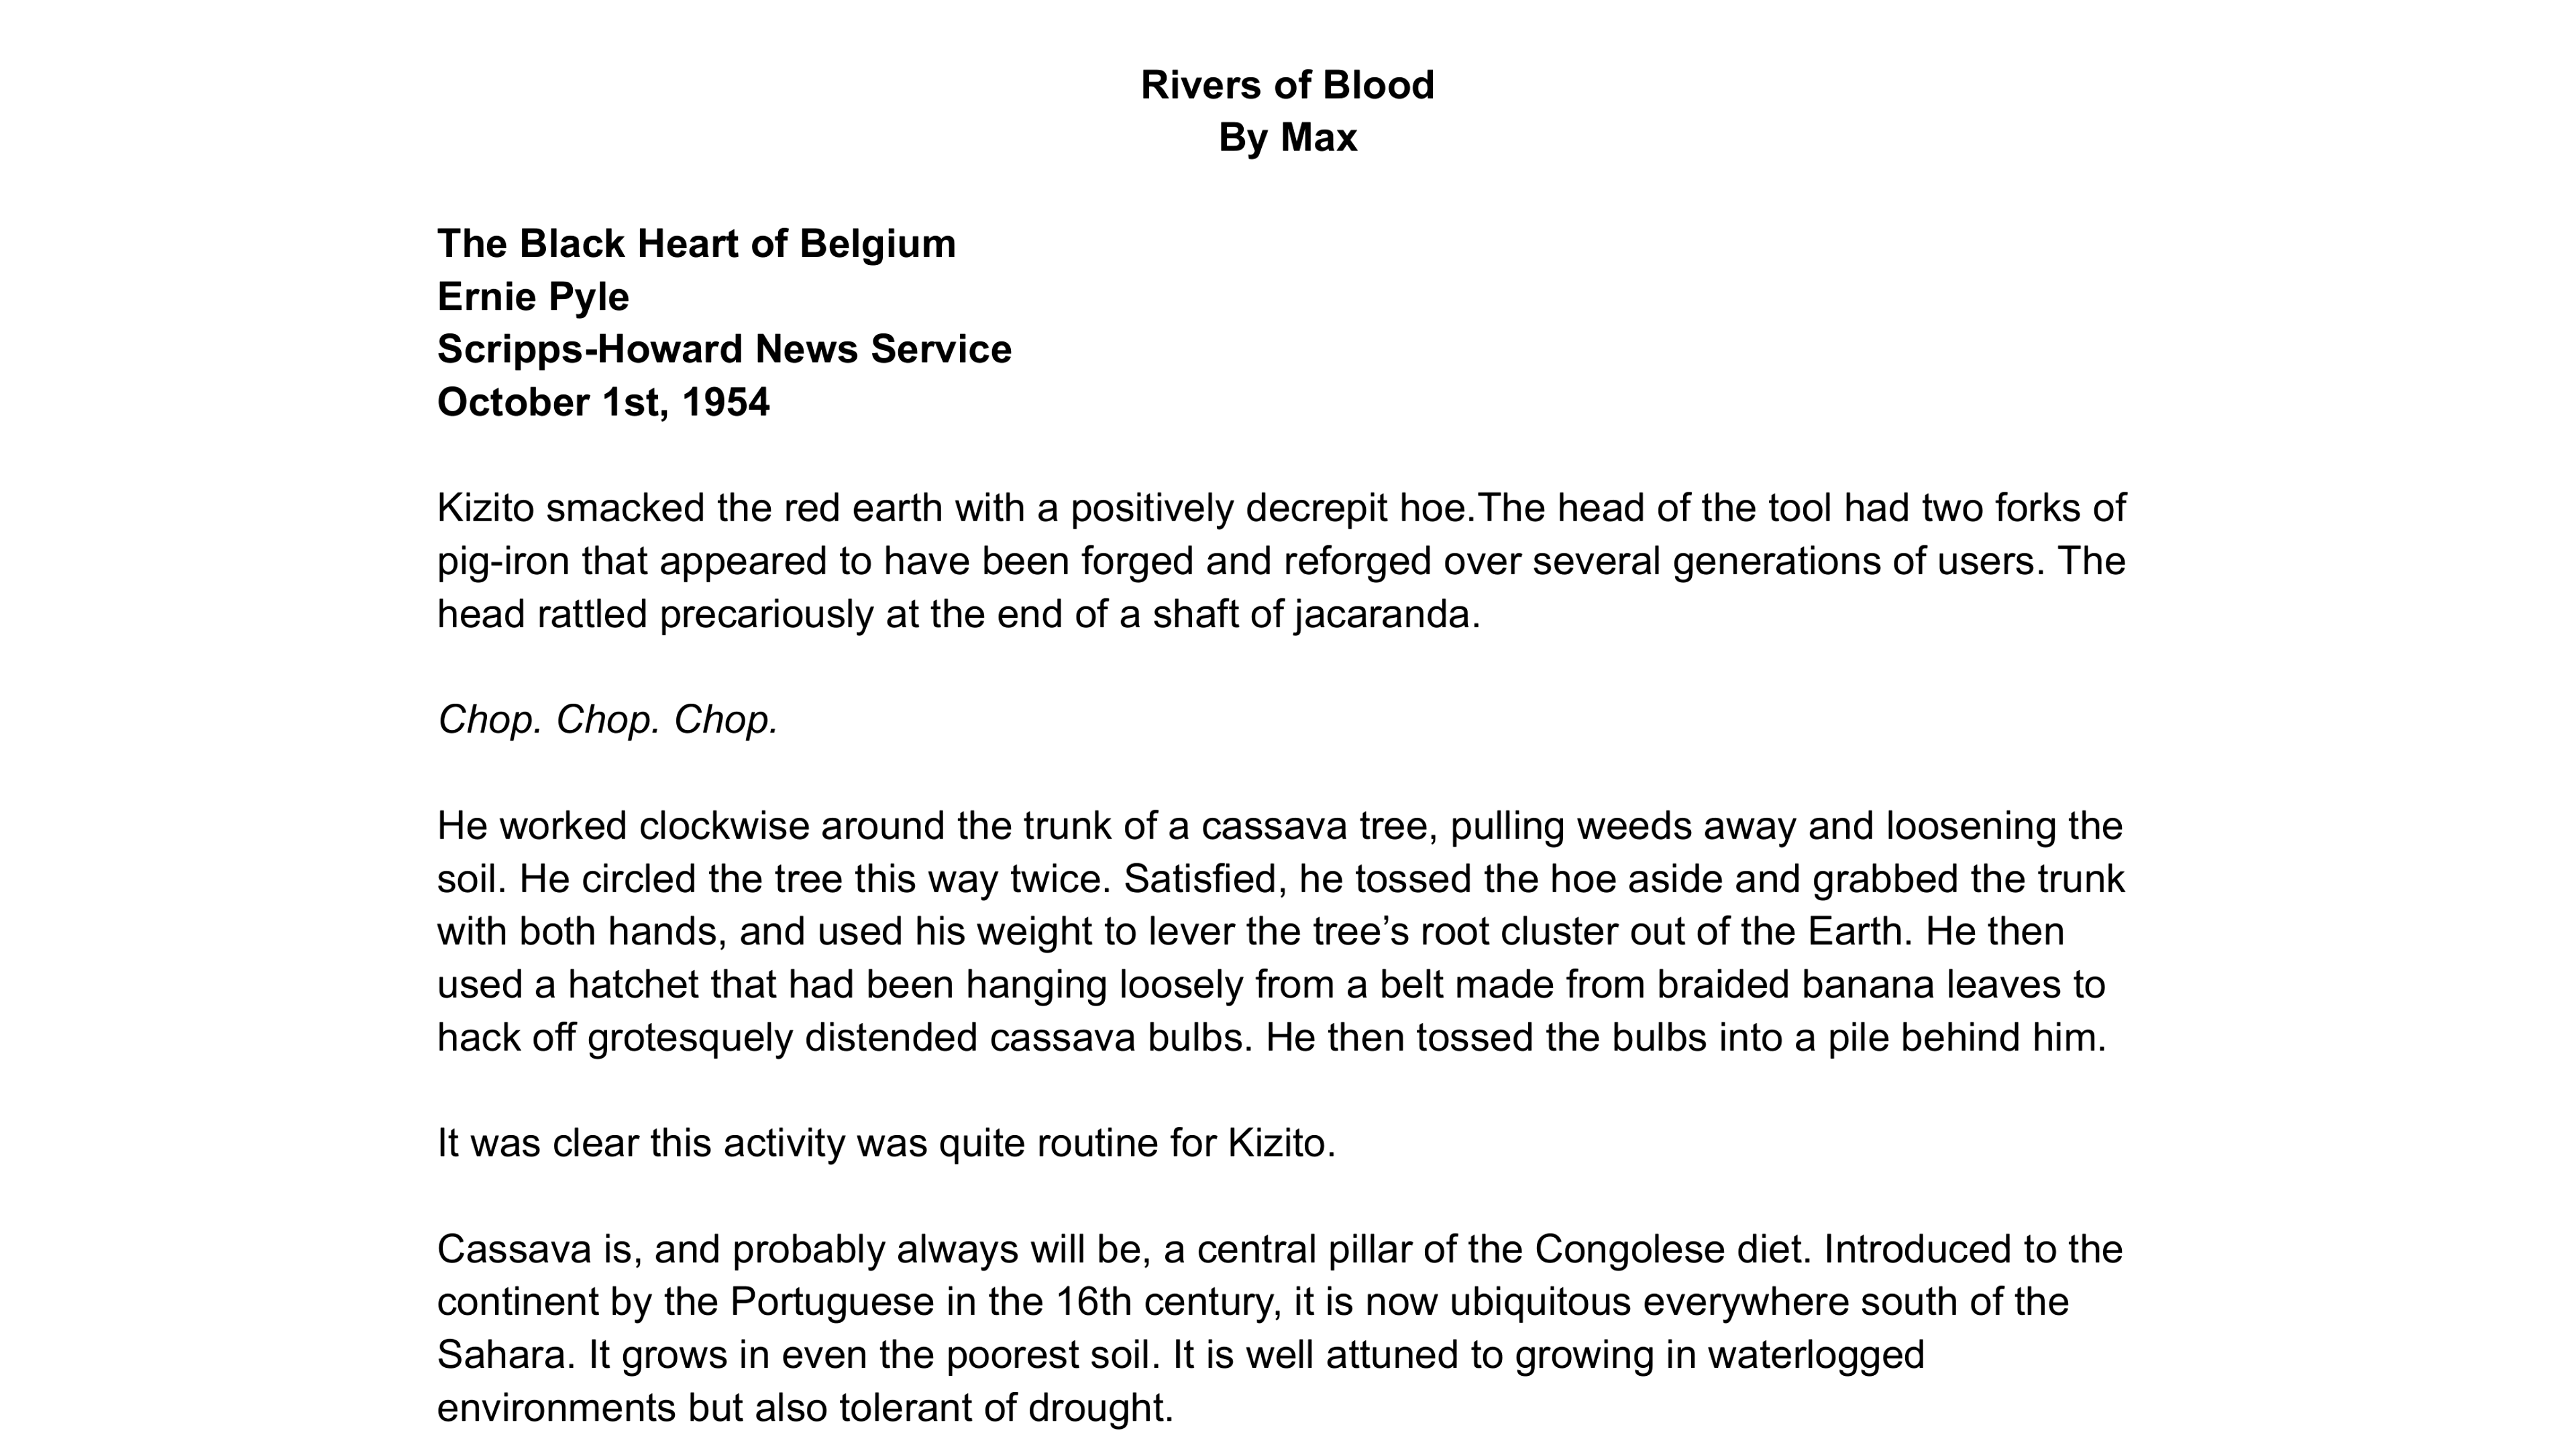 Rivers of Blood
By Max
The Black Heart of Belgium
Ernie Pyle
Scripps-Howard News Service
October 1st, 1954
Kizito smacked the red earth with a positively decrepit hoe.The head of the tool had two forks of
pig-iron that appeared to have been forged and reforged over several generations of users. The
head rattled precariously at the end of a shaft of jacaranda.
Chop. Chop. Chop.
He worked clockwise around the trunk of a cassava tree, pulling weeds away and loosening the
soil. He circled the tree this way twice. Satisfied, he tossed the hoe aside and grabbed the trunk
with both hands, and used his weight to lever the tree’s root cluster out of the Earth. He then
used a hatchet that had been hanging loosely from a belt made from braided banana leaves to
hack off grotesquely distended cassava bulbs. He then tossed the bulbs into a pile behind him.
It was clear this activity was quite routine for Kizito.
Cassava is, and probably always will be, a central pillar of the Congolese diet. Introduced to the
continent by the Portuguese in the 16th century, it is now ubiquitous everywhere south of the
Sahara. It grows in even the poorest soil. It is well attuned to growing in waterlogged
environments but also tolerant of drought.